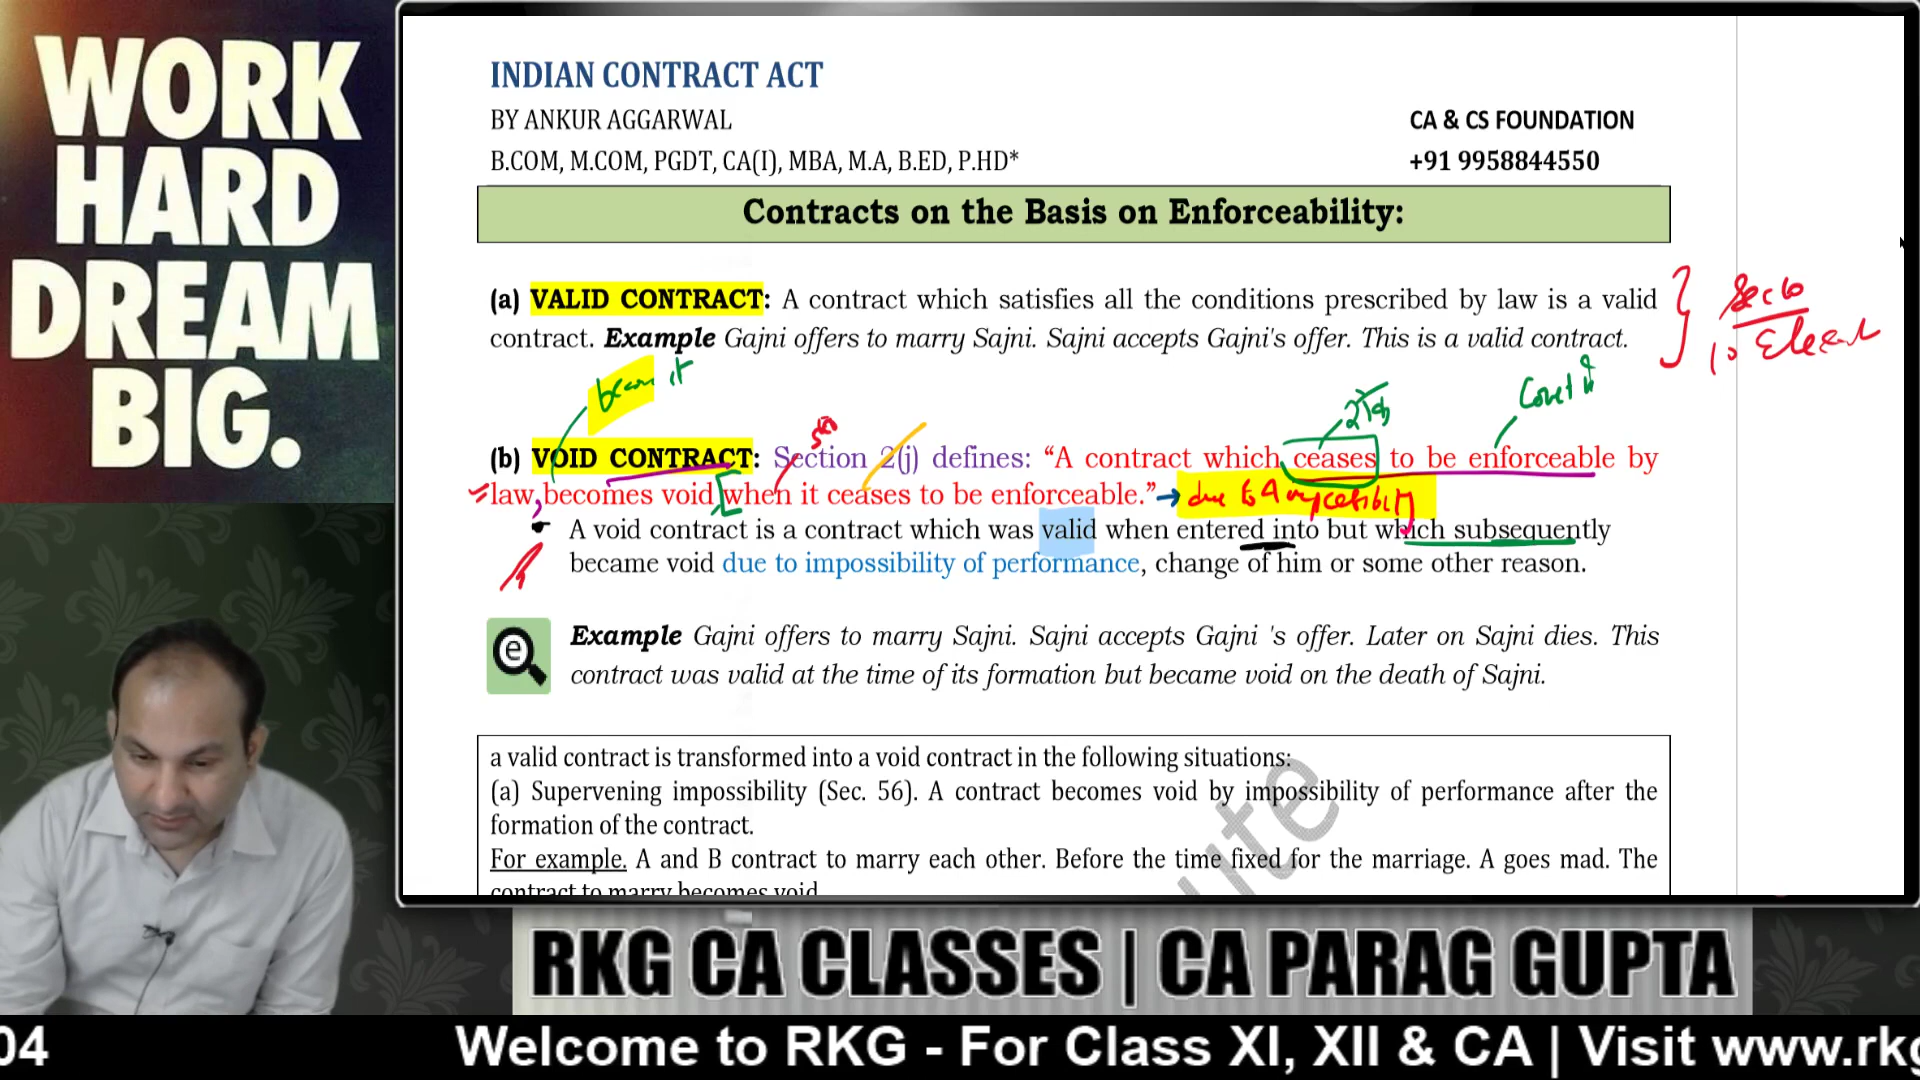 WORK
HARD
DREAM
BIG.
INDIAN CONTRACT ACT
BY ANKUR AGGARWAL
CA & CS FOUNDATION
B.COM, M.COM, PGDT, CA(I), MBA, M.A, B.ED, P.HD*
+91 9958844550
Contracts on the Basis on Enforceability:
(a) VALID CONTRACT: A contract which satisfies all the conditions prescribed by law is a valid
contract. Example Gajni offers to marry Sajni. Sajni accepts Gajni's offer. This is a valid contract.
(b) VOID CONTRACT: Section 2(j) defines: “A contract which ceases to be enforceable by
law, becomes void when it ceases to be enforceable.”
due to
A void contract is a contract which was valid when entered into but which subsequently
became void due to impossibility of performance, change of him or some other reason.
e
Example Gajni offers to marry Sajni. Sajni accepts Gajni 's offer. Later on Sajni dies. This
contract was valid at the time of its formation but became void on the death of Sajni.
a valid contract is transformed into a void contract in the following situations:
(a) Supervening impossibility (Sec. 56). A contract becomes void by impossibility of performance after the
formation of the contract.
For example. A and B contract to marry each other. Before the time fixed for the marriage. A goes mad. The
contract to marry becomes void
ute
RKG CA CLASSES | CA PARAG GUPTA
04 Welcome to RKG - For Class XI, XII & CA | Visit www.rkg